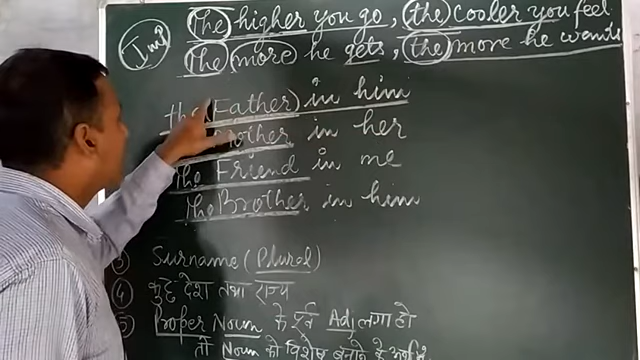 Imp
The higher you go, the cooler you feel
The more he gets, the more he wants
the Father in him
Mother in her
the Friend in me
the Brother in him
③ Surname (Plural)
④ कुछ देश तथा राज्य
⑤ Proper Noun के पूर्व Adj लगा हो
तो Noun को विशेष बनाने के